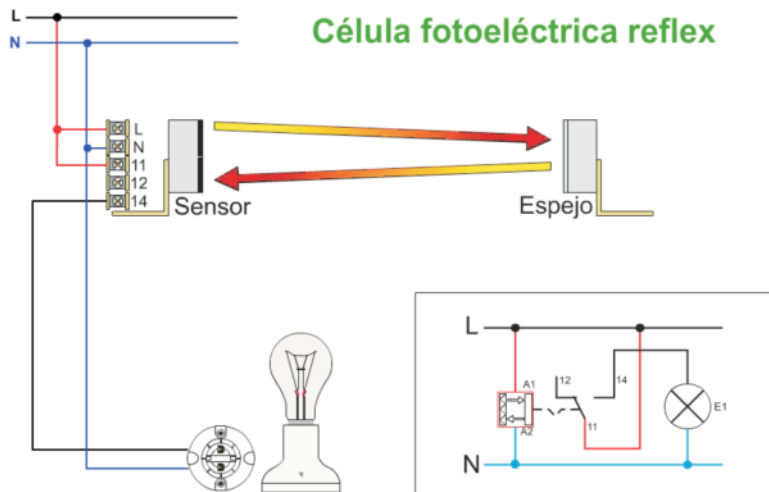 L
Célula fotoeléctrica reflex
N
L
N
11
12
14
Sensor
Espejo
L
A1
12
14
E1
11
A2
N